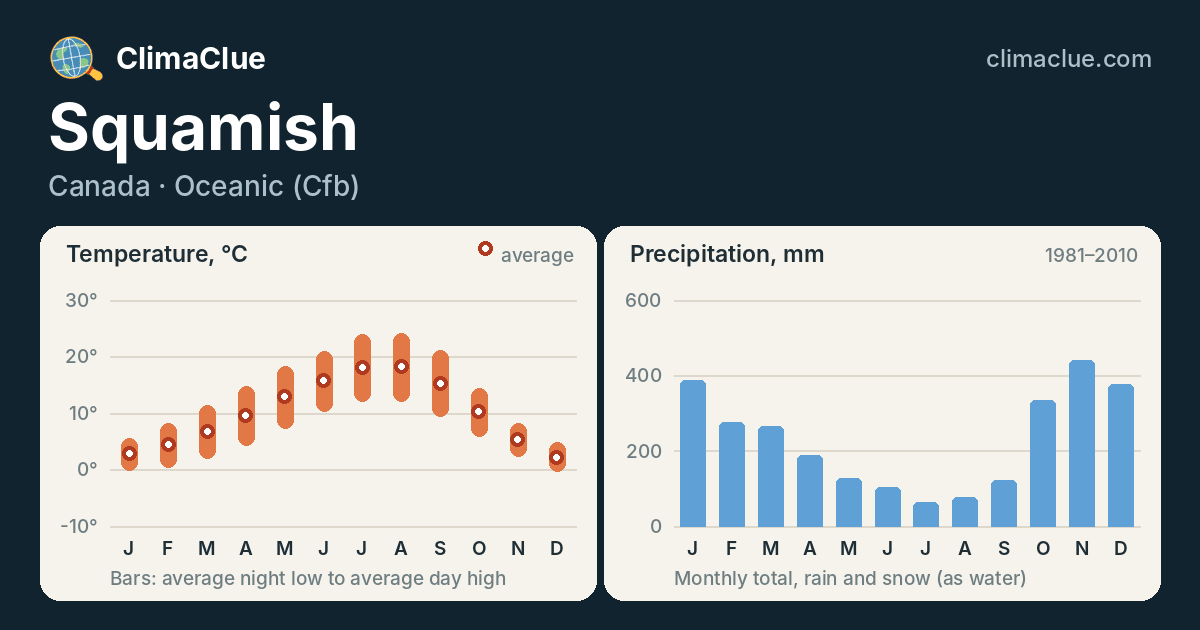 ClimaClue
climaclue.com
Squamish
Canada · Oceanic (Cfb)
Temperature, °C
average
30°
20°
10°
0°
-10°
J F M A M J J A S O N D
Bars: average night low to average day high
Precipitation, mm
1981–2010
600
400
200
0
J F M A M J J A S O N D
Monthly total, rain and snow (as water)